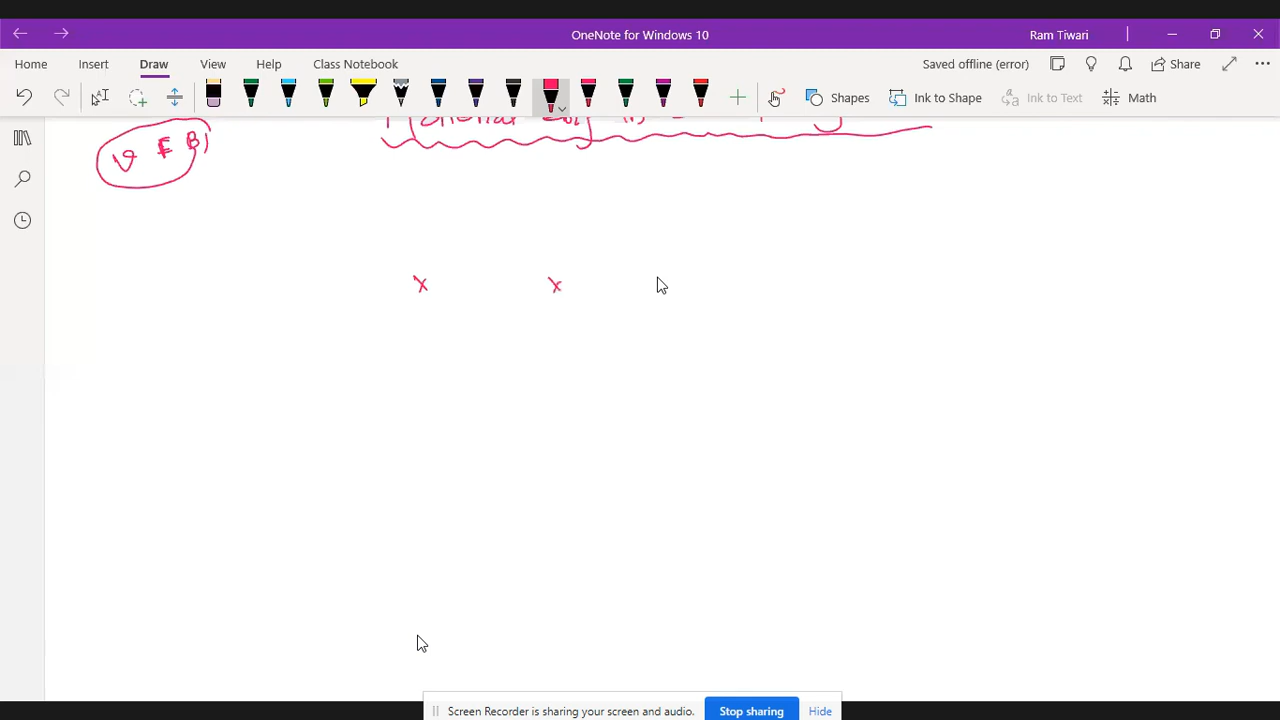 OneNote for Windows 10
Ram Tiwari
Home Insert Draw View Help Class Notebook
Saved offline (error) Share
Shapes Ink to Shape Ink to Text Math
v F B
x x
Screen Recorder is sharing your screen and audio. Stop sharing Hide